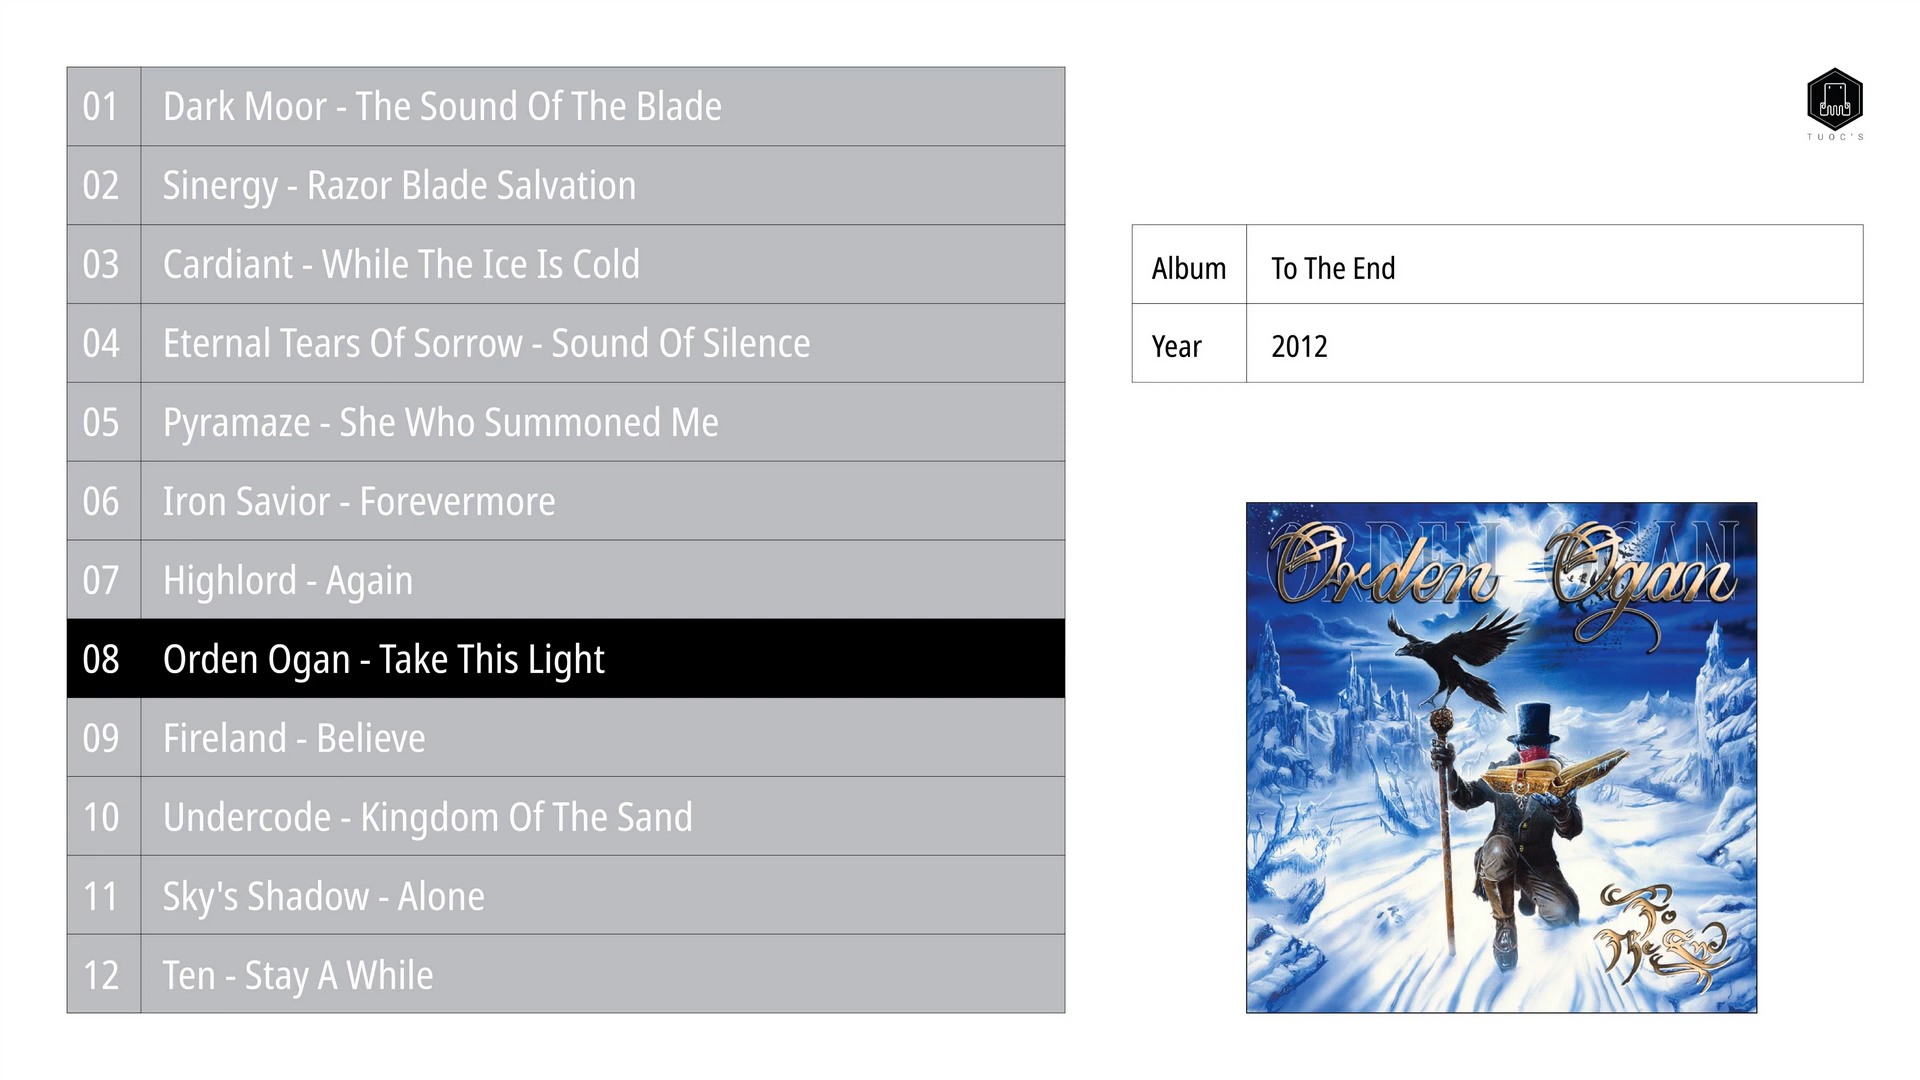 01 Dark Moor - The Sound Of The Blade
02 Sinergy - Razor Blade Salvation
03 Cardiant - While The Ice Is Cold
04 Eternal Tears Of Sorrow - Sound Of Silence
05 Pyramaze - She Who Summoned Me
06 Iron Savior - Forevermore
07 Highlord - Again
08 Orden Ogan - Take This Light
09 Fireland - Believe
10 Undercode - Kingdom Of The Sand
11 Sky's Shadow - Alone
12 Ten - Stay A While
TUOC'S
Album To The End
Year 2012
ORDEN OGAN
Orden Ogan
To
The End